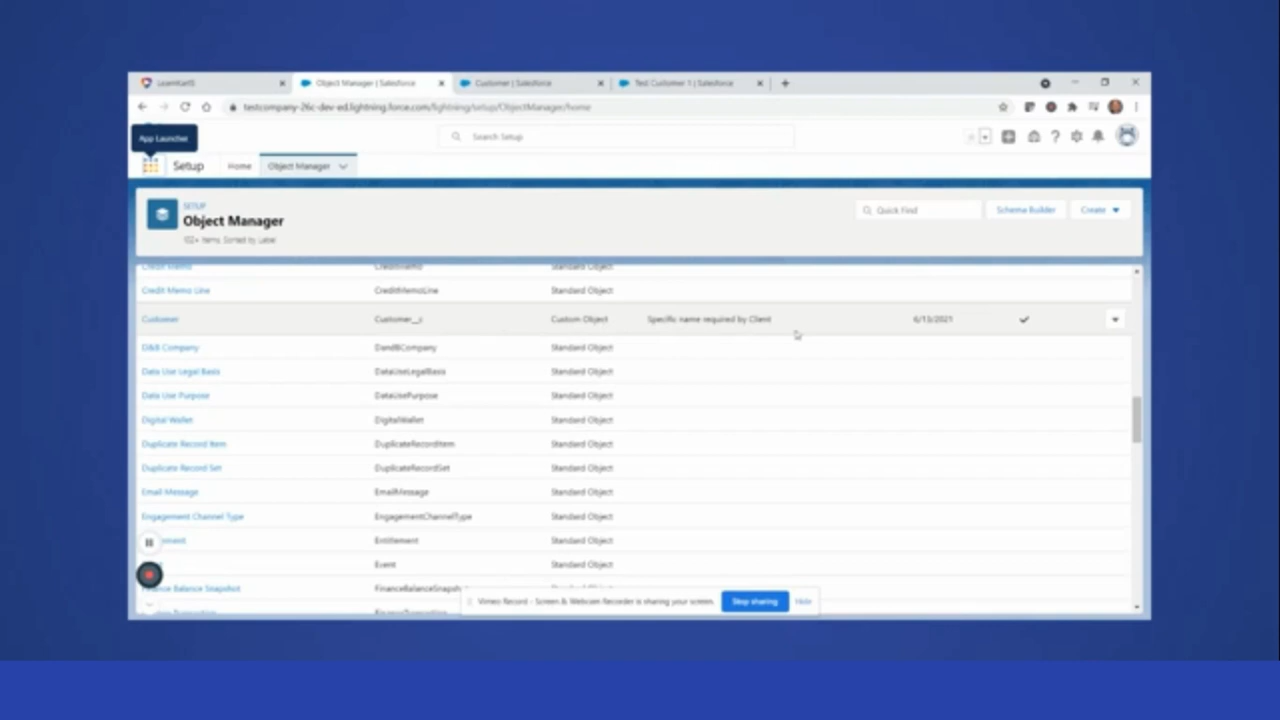 LearnKartS
Object Manager | Salesforce
Customer | Salesforce
Test Customer 1 | Salesforce
testcompany-26c-dev-ed.lightning.force.com/lightning/setup/ObjectManager/home
App Launcher
Search Setup
Setup
Home
Object Manager
SETUP
Object Manager
102+ Items, Sorted by Label
Quick Find
Schema Builder
Create
Credit Memo CreditMemo Standard Object
Credit Memo Line CreditMemoLine Standard Object
Customer Customer__c Custom Object Specific name required by Client 6/13/2021
D&B Company DandBCompany Standard Object
Data Use Legal Basis DataUseLegalBasis Standard Object
Data Use Purpose DataUsePurpose Standard Object
Digital Wallet DigitalWallet Standard Object
Duplicate Record Item DuplicateRecordItem Standard Object
Duplicate Record Set DuplicateRecordSet Standard Object
Email Message EmailMessage Standard Object
Engagement Channel Type EngagementChannelType Standard Object
Entitlement Standard Object
Event Standard Object
Balance Snapshot FinanceBalanceSnapsh
Vimeo Record - Screen & Webcam Recorder is sharing your screen.
Stop sharing
Hide